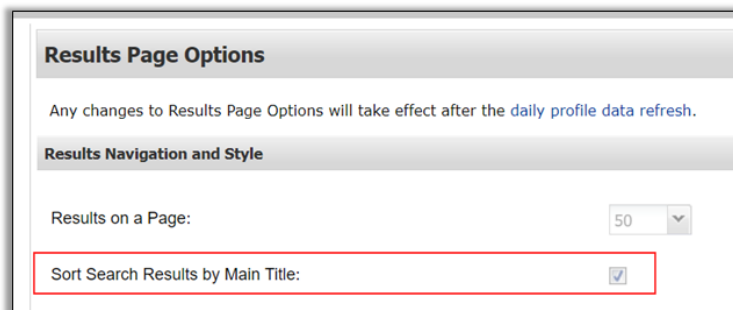 Results Page Options
Any changes to Results Page Options will take effect after the daily profile data refresh.
Results Navigation and Style
Results on a Page: 50
Sort Search Results by Main Title: